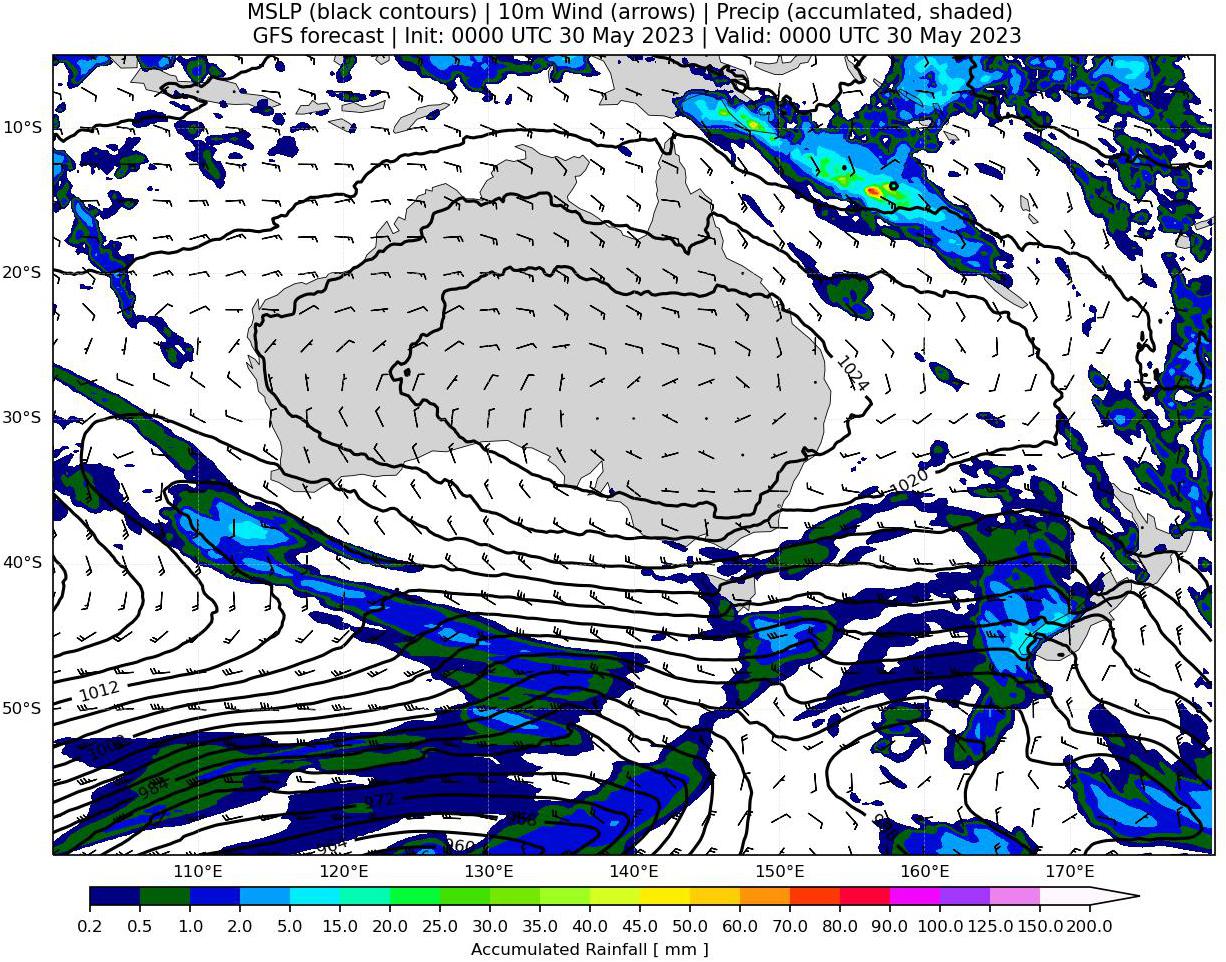 MSLP (black contours) | 10m Wind (arrows) | Precip (accumlated, shaded)
GFS forecast | Init: 0000 UTC 30 May 2023 | Valid: 0000 UTC 30 May 2023
10°S
20°S
1024
30°S
1020
40°S
1012
50°S
984
972
960
110°E
120°E
130°E
140°E
150°E
160°E
170°E
0.2 0.5 1.0 2.0 5.0 10.0 15.0 20.0 25.0 30.0 35.0 40.0 45.0 50.0 60.0 70.0 80.0 90.0 100.0 125.0 150.0 200.0
Accumulated Rainfall [ mm ]